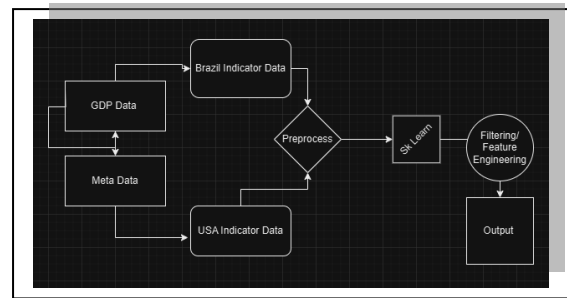 Brazil Indicator Data
GDP Data
Preprocess
Sk Learn
Filtering/
Feature
Engineering
Meta Data
USA Indicator Data
Output